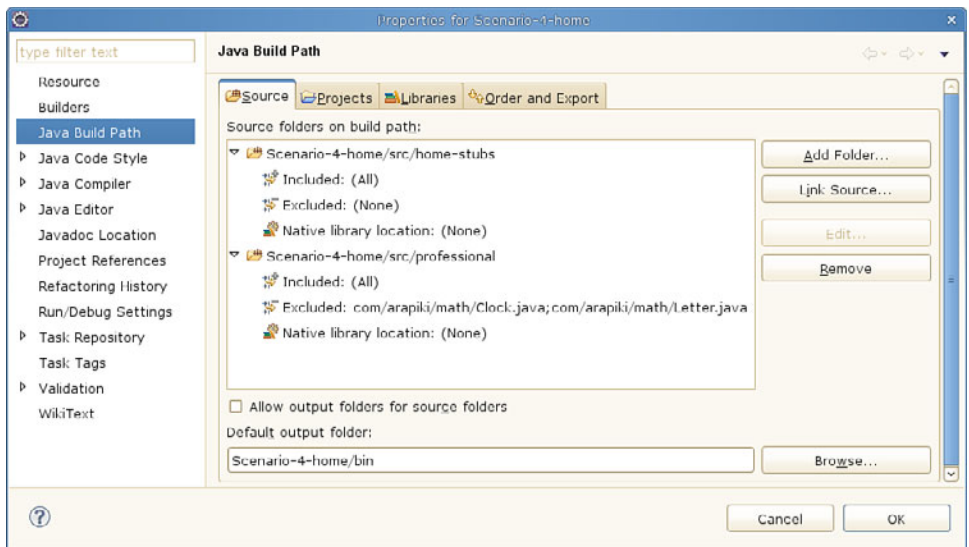 Properties for Scenario-4-home
type filter text
Resource
Builders
Java Build Path
Java Code Style
Java Compiler
Java Editor
Javadoc Location
Project References
Refactoring History
Run/Debug Settings
Task Repository
Task Tags
Validation
WikiText
Java Build Path
Source Projects Libraries Order and Export
Source folders on build path:
Scenario-4-home/src/home-stubs
Included: (All)
Excluded: (None)
Native library location: (None)
Scenario-4-home/src/professional
Included: (All)
Excluded: com/arapiki/math/Clock.java;com/arapiki/math/Letter.java
Native library location: (None)
Add Folder...
Link Source...
Edit...
Remove
Allow output folders for source folders
Default output folder:
Scenario-4-home/bin
Browse...
Cancel
OK